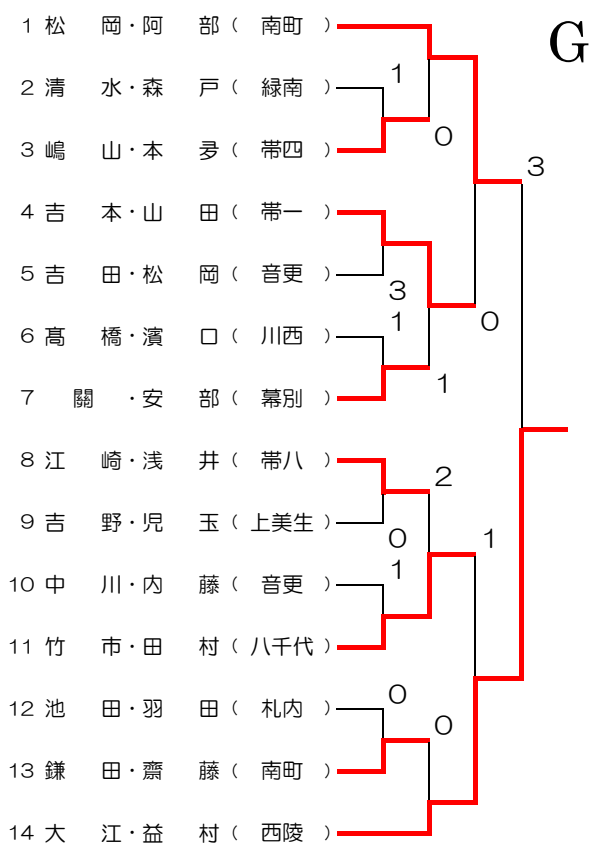 G
1 松 岡・阿 部 ( 南町 )
2 清 水・森 戸 ( 緑南 )
3 嶋 山・本 多 ( 帯四 )
4 吉 本・山 田 ( 帯一 )
5 吉 田・松 岡 ( 音更 )
6 髙 橋・濱 口 ( 川西 )
7 關 ・安 部 ( 幕別 )
8 江 崎・浅 井 ( 帯八 )
9 吉 野・児 玉 ( 上美生 )
10 中 川・内 藤 ( 音更 )
11 竹 市・田 村 ( 八千代 )
12 池 田・羽 田 ( 札内 )
13 鎌 田・齋 藤 ( 南町 )
14 大 江・益 村 ( 西陵 )
1
0
3
3
1
0
1
2
0
1
1
0
0